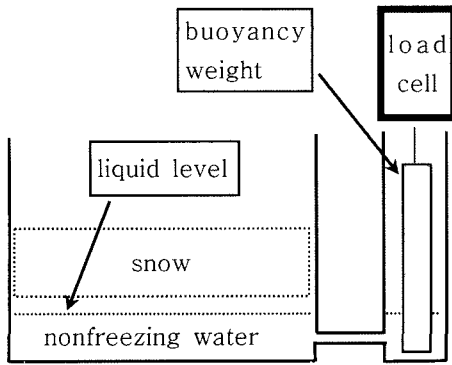 buoyancy
weight
load
cell
liquid level
snow
nonfreezing water